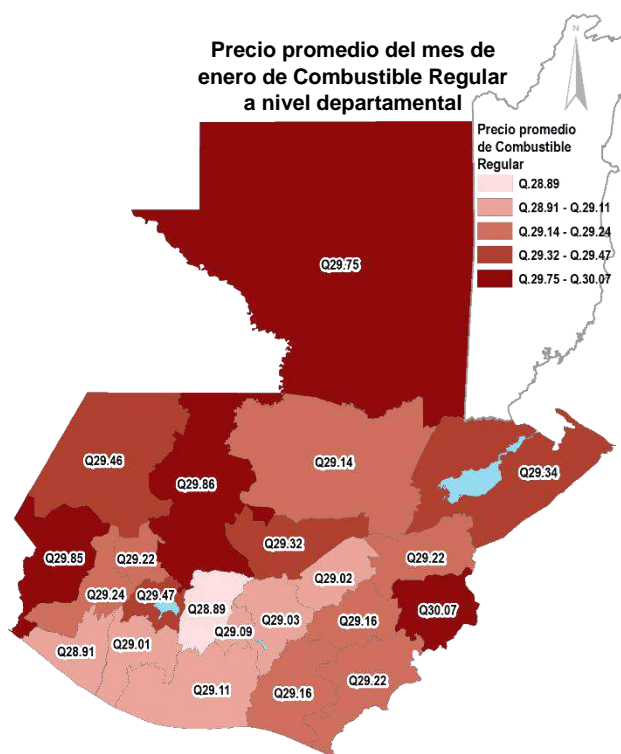 Precio promedio del mes de
enero de Combustible Regular
a nivel departamental
N
Precio promedio
de Combustible
Regular
Q.28.89
Q.28.91 - Q.29.11
Q.29.14 - Q.29.24
Q.29.32 - Q.29.47
Q.29.75 - Q.30.07
Q29.75
Q29.46
Q29.86
Q29.14
Q29.34
Q29.32
Q29.85
Q29.22
Q29.22
Q29.02
Q29.24
Q29.47
Q28.89
Q29.03
Q29.09
Q29.16
Q30.07
Q28.91
Q29.01
Q29.11
Q29.16
Q29.22